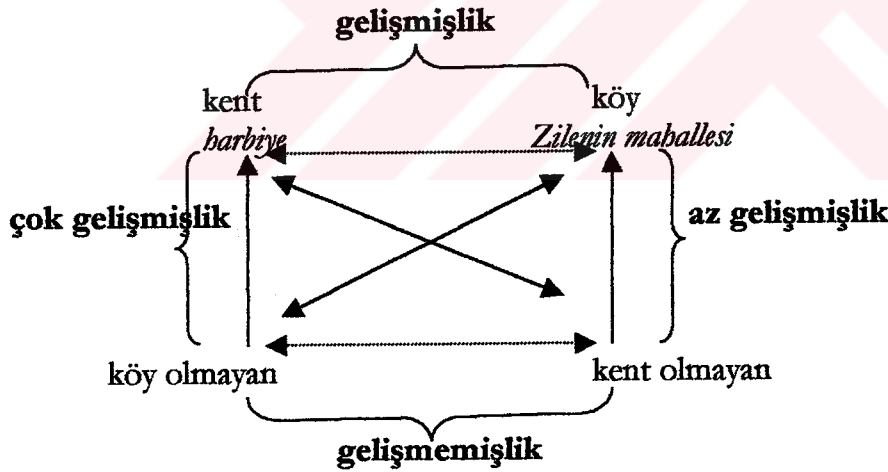 gelişmişlik
kent köy
harbiye Zilenin mahallesi
çok gelişmişlik az gelişmişlik
köy olmayan kent olmayan
gelişmemişlik